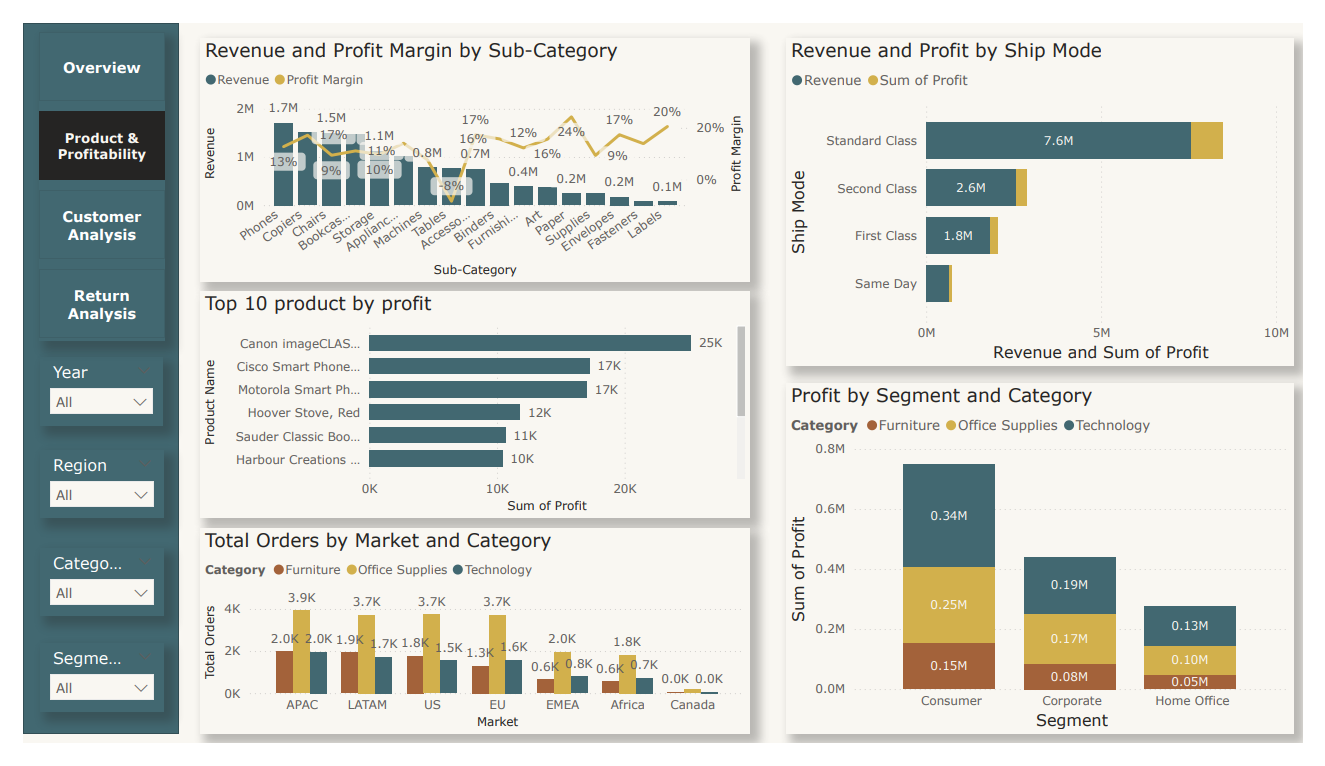 Overview
Product &
Profitability
Customer
Analysis
Return
Analysis
Year
All
Region
All
Catego...
All
Segme...
All
Revenue and Profit Margin by Sub-Category
Revenue Profit Margin
Revenue
2M
1M
0M
1.7M
1.5M
17%
1.1M
11%
13%
9%
10%
0.8M
-8%
17%
16%
0.7M
12%
0.4M
16%
24%
0.2M
17%
9%
0.2M
20%
0.1M
20%
0%
Profit Margin
Phones
Copiers
Chairs
Bookcas...
Storage
Applianc...
Machines
Tables
Accesso...
Binders
Furnishi...
Art
Paper
Supplies
Envelopes
Fasteners
Labels
Sub-Category
Top 10 product by profit
Product Name
Canon imageCLAS... 25K
Cisco Smart Phone... 17K
Motorola Smart Ph... 17K
Hoover Stove, Red 12K
Sauder Classic Boo... 11K
Harbour Creations ... 10K
0K 10K 20K
Sum of Profit
Total Orders by Market and Category
Category Furniture Office Supplies Technology
Total Orders
4K
2K
0K
3.9K 3.7K 3.7K 3.7K
2.0K 2.0K 1.9K 1.7K 1.8K 1.5K 1.3K 1.6K
2.0K 1.8K
0.6K 0.8K 0.6K 0.7K 0.0K 0.0K
APAC LATAM US EU EMEA Africa Canada
Market
Revenue and Profit by Ship Mode
Revenue Sum of Profit
Ship Mode
Standard Class 7.6M
Second Class 2.6M
First Class 1.8M
Same Day
0M 5M 10M
Revenue and Sum of Profit
Profit by Segment and Category
Category Furniture Office Supplies Technology
Sum of Profit
0.8M
0.6M
0.4M
0.2M
0.0M
0.34M
0.25M
0.15M
0.19M
0.17M
0.08M
0.13M
0.10M
0.05M
Consumer Corporate Home Office
Segment